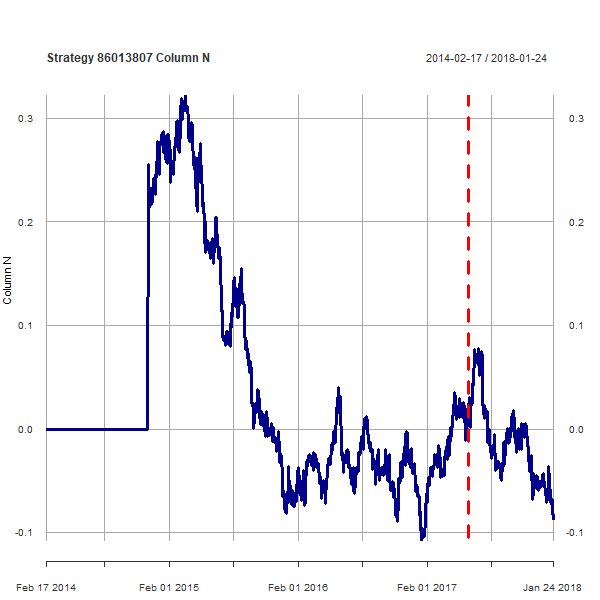 Strategy 86013807 Column N
2014-02-17 / 2018-01-24
0.3
0.3
0.2
0.2
Column N
0.1
0.1
0.0
0.0
-0.1
-0.1
Feb 17 2014
Feb 01 2015
Feb 01 2016
Feb 01 2017
Jan 24 2018